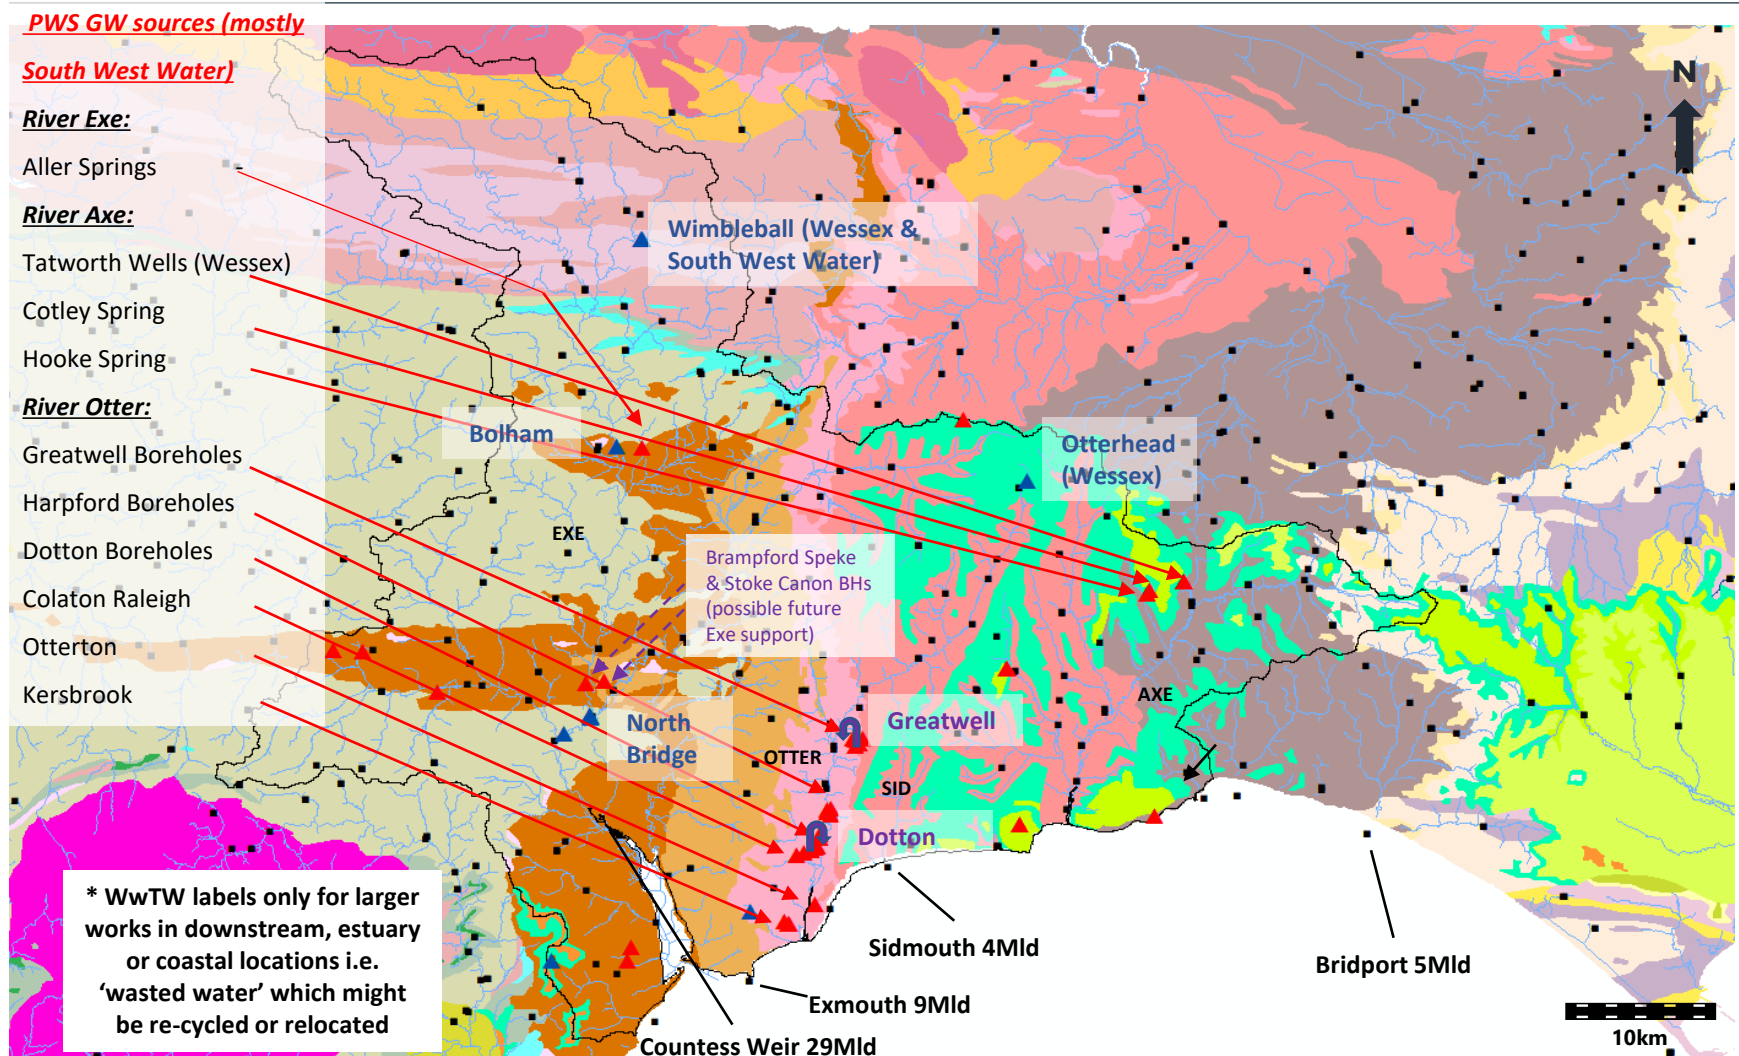 PWS GW sources (mostly
South West Water)
River Exe:
Aller Springs
River Axe:
Tatworth Wells (Wessex)
Cotley Spring
Hooke Spring
River Otter:
Greatwell Boreholes
Harpford Boreholes
Dotton Boreholes
Colaton Raleigh
Otterton
Kersbrook
N
Wimbleball (Wessex &
South West Water)
Bolham
Otterhead
(Wessex)
EXE
Brampford Speke
& Stoke Canon BHs
(possible future
Exe support)
AXE
North
Bridge
Greatwell
OTTER
SID
Dotton
* WwTW labels only for larger
works in downstream, estuary
or coastal locations i.e.
‘wasted water’ which might
be re-cycled or relocated
Sidmouth 4Mld
Bridport 5Mld
Exmouth 9Mld
Countess Weir 29Mld
10km